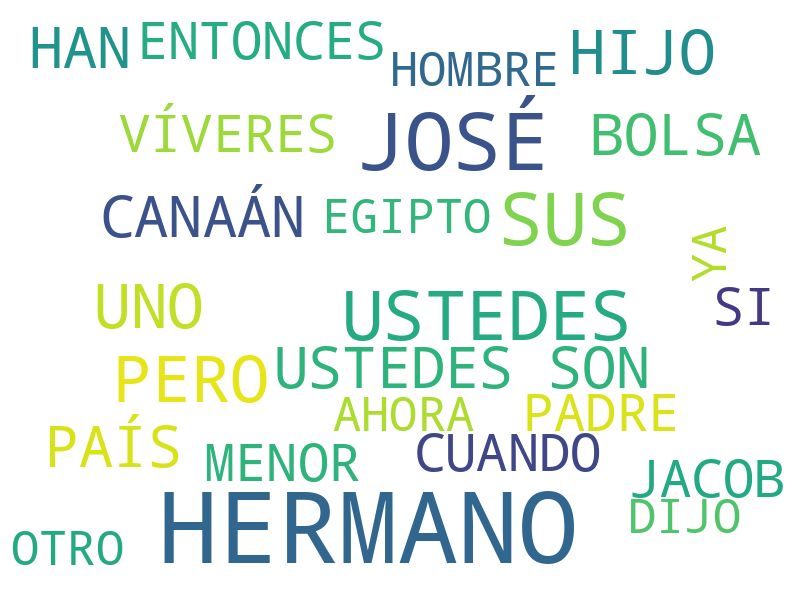 HAN ENTONCES HOMBRE HIJO
VÍVERES JOSÉ BOLSA
CANAÁN EGIPTO SUS
YA
UNO USTEDES SI
PERO USTEDES SON
AHORA PADRE
PAÍS MENOR CUANDO
JACOB
OTRO HERMANO DIJO